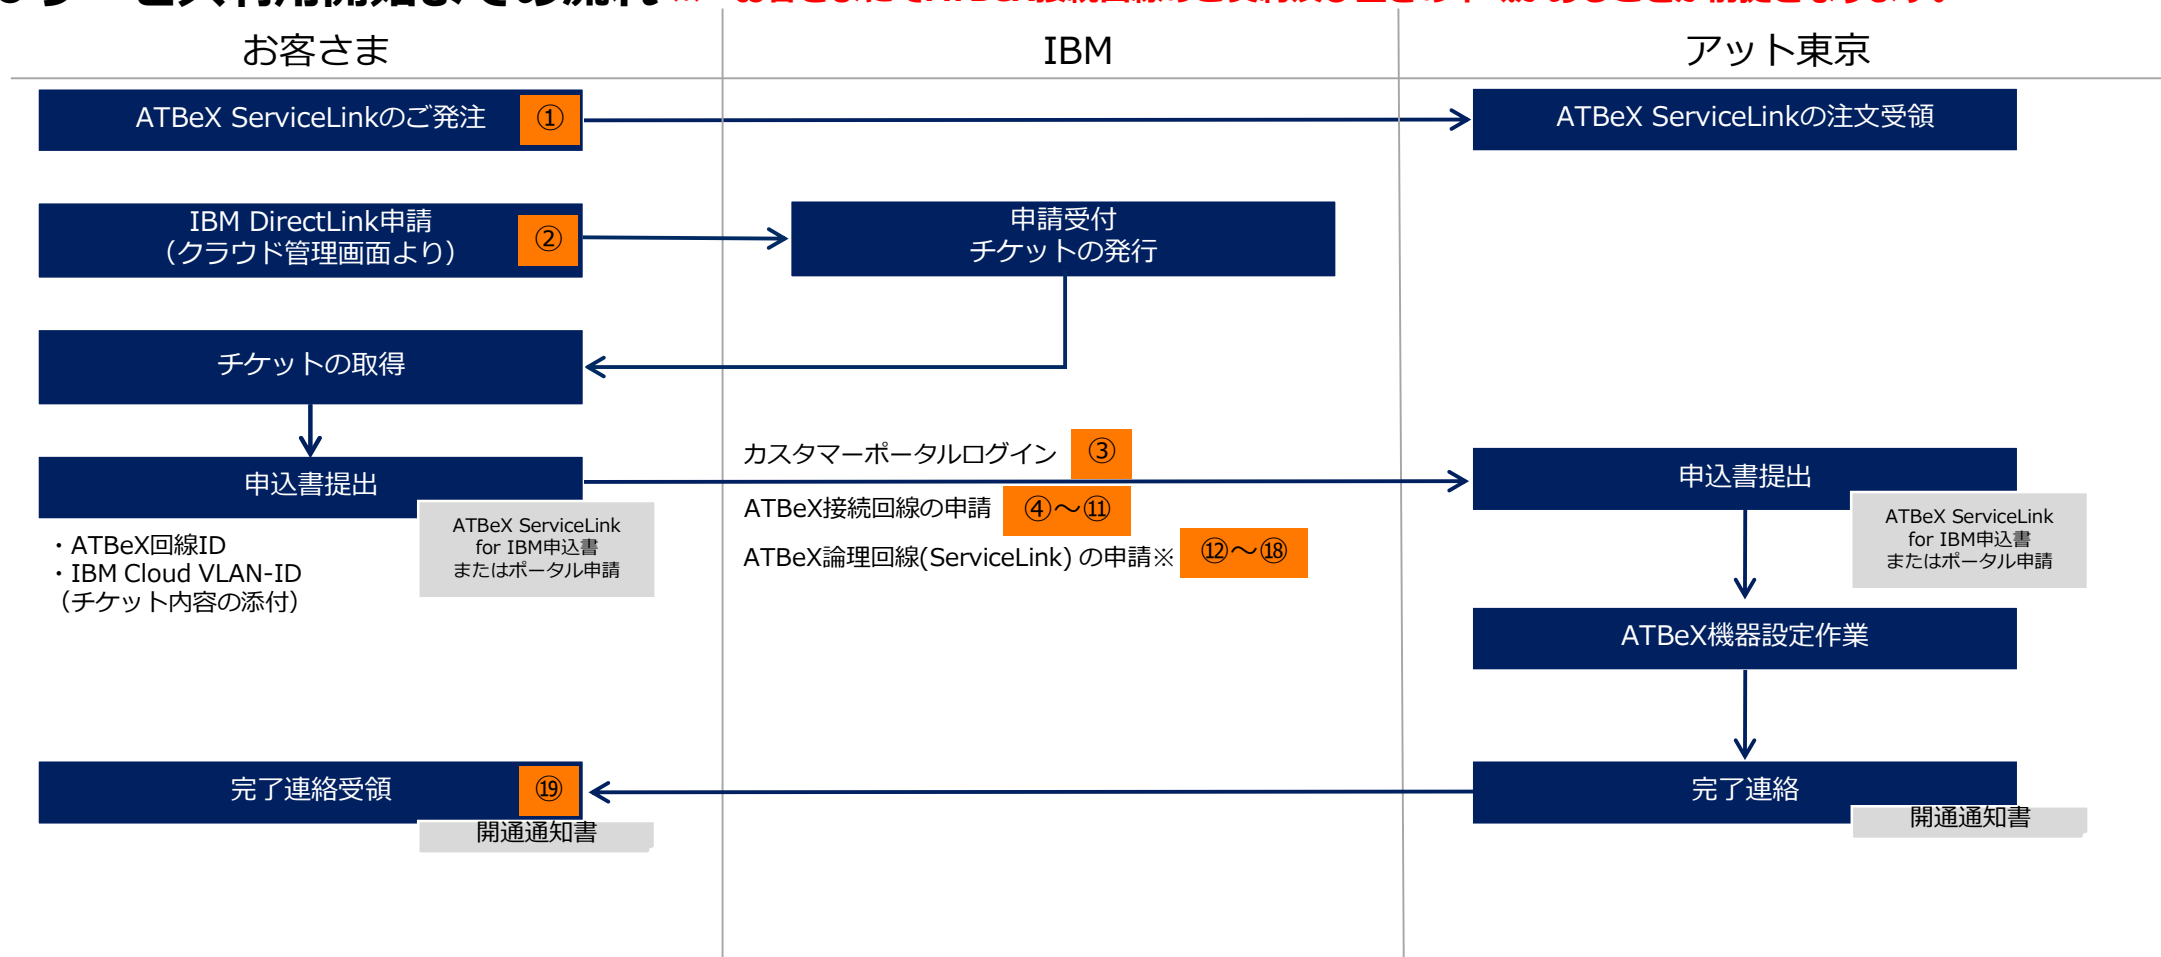 お客さま
IBM
アット東京
ATBeX ServiceLinkのご発注
①
ATBeX ServiceLinkの注文受領
IBM DirectLink申請
（クラウド管理画面より）
②
申請受付
チケットの発行
チケットの取得
カスタマーポータルログイン
③
申込書提出
申込書提出
ATBeX接続回線の申請
④～⑪
ATBeX ServiceLink
for IBM申込書
またはポータル申請
ATBeX ServiceLink
for IBM申込書
またはポータル申請
・ATBeX回線ID
・IBM Cloud VLAN-ID
（チケット内容の添付）
ATBeX論理回線(ServiceLink) の申請※
⑫～⑱
ATBeX機器設定作業
完了連絡受領
⑲
完了連絡
開通通知書
開通通知書